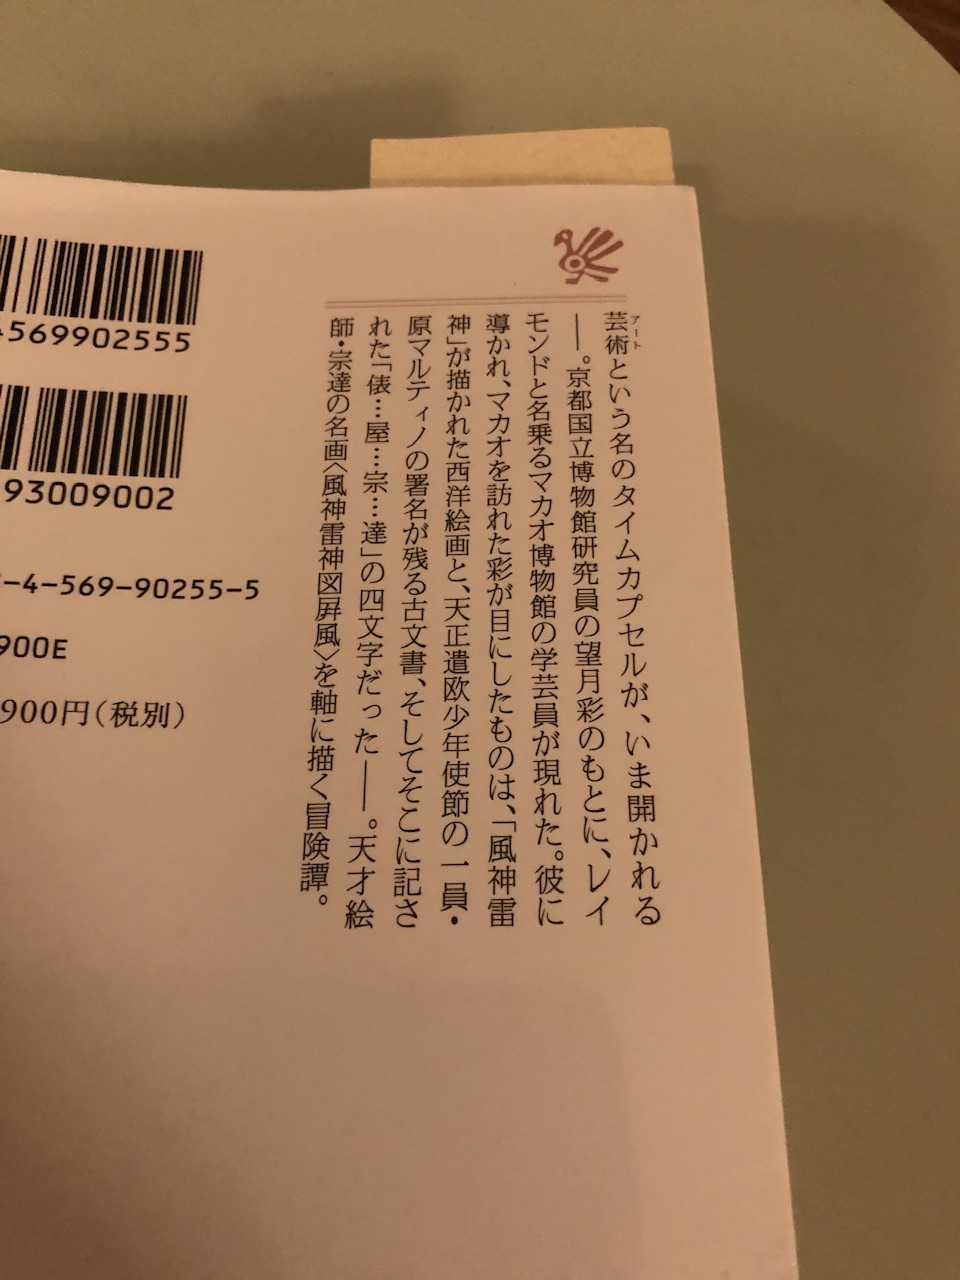 芸術という名のタイムカプセルが、いま開かれる
アート
――。京都国立博物館研究員の望月彩のもとに、レイ
モンドと名乗るマカオ博物館の学芸員が現れた。彼に
導かれ、マカオを訪れた彩が目にしたものは、「風神雷
神」が描かれた西洋絵画と、天正遣欧少年使節の一員・
原マルティノの署名が残る古文書、そしてそこに記さ
れた「俵…屋…宗…達」の四文字だった――。天才絵
師・宗達の名画〈風神雷神図屛風〉を軸に描く冒険譚。
569902555
93009002
-4-569-90255-5
900E
900円(税別)